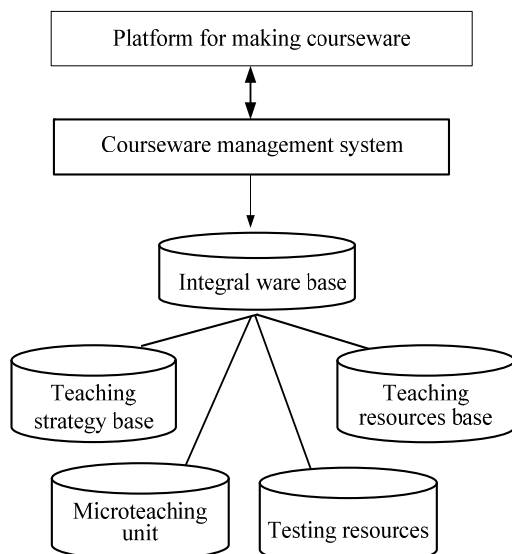 Platform for making courseware
Courseware management system
Integral ware base
Teaching
strategy base
Teaching
resources base
Microteaching
unit
Testing resources